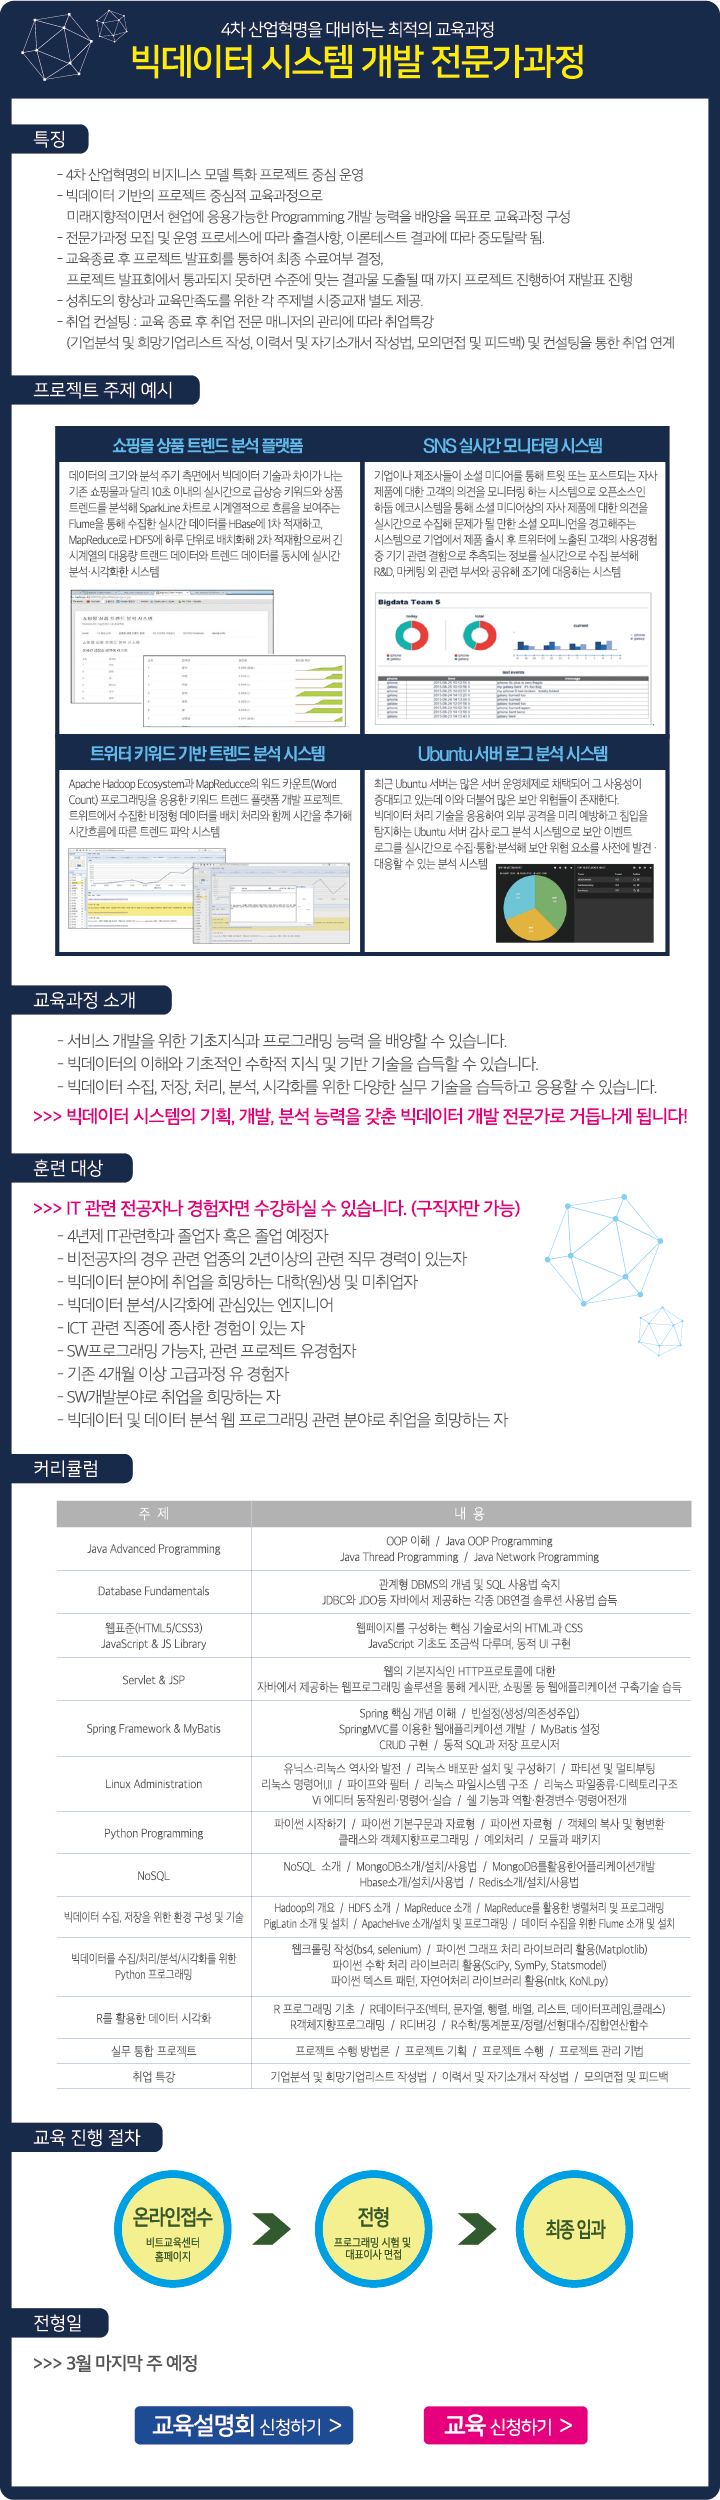 4차 산업혁명을 대비하는 최적의 교육과정
빅데이터 시스템 개발 전문가과정
특징
- 4차 산업혁명의 비지니스 모델 특화 프로젝트 중심 운영
- 빅데이터 기반의 프로젝트 중심적 교육과정으로
미래지향적이면서 현업에 응용가능한 Programming 개발 능력을 배양을 목표로 교육과정 구성
- 전문가과정 모집 및 운영 프로세스에 따라 출결사항, 이론테스트 결과에 따라 중도탈락 됨.
- 교육종료 후 프로젝트 발표회를 통하여 최종 수료여부 결정,
프로젝트 발표회에서 통과되지 못하면 수준에 맞는 결과물 도출될 때 까지 프로젝트 진행하여 재발표 진행
- 성취도의 향상과 교육만족도를 위한 각 주제별 시중교재 별도 제공.
- 취업 컨설팅 : 교육 종료 후 취업 전문 매니저의 관리에 따라 취업특강
(기업분석 및 희망기업리스트 작성, 이력서 및 자기소개서 작성법, 모의면접 및 피드백) 및 컨설팅을 통한 취업 연계
프로젝트 주제 예시
쇼핑몰 상품 트렌드 분석 플랫폼
데이터의 크기와 분석 주기 측면에서 빅데이터 기술과 차이가 나는
기존 쇼핑몰과 달리 10초 이내의 실시간으로 급상승 키워드와 상품
트렌드를 분석해 SparkLine 차트로 시계열적으로 흐름을 보여주는
Flume을 통해 수집한 실시간 데이터를 HBase에 1차 적재하고,
MapReduce로 HDFS에 하루 단위로 배치화해 2차 적재함으로써 긴
시계열의 대용량 트랜드 데이터와 트렌드 데이터를 동시에 실시간
분석·시각화한 시스템
SNS 실시간 모니터링 시스템
기업이나 제조사들이 소셜 미디어를 통해 트윗 또는 포스트되는 자사
제품에 대한 고객의 의견을 모니터링 하는 시스템으로 오픈소스인
하둡 에코시스템을 통해 소셜 미디어상의 자사 제품에 대한 의견을
실시간으로 수집해 문제가 될 만한 소셜 오피니언을 경고해주는
시스템으로 기업에서 제품 출시 후 트위터에 노출된 고객의 사용경험
중 기기 관련 결함으로 추측되는 정보를 실시간으로 수집 분석해
R&D, 마케팅 외 관련 부서와 공유해 조기에 대응하는 시스템
Bigdata Team 5
today
total
current
트위터 키워드 기반 트렌드 분석 시스템
Apache Hadoop Ecosystem과 MapReducce의 워드 카운트(Word
Count) 프로그래밍을 응용한 키워드 트렌드 플랫폼 개발 프로젝트.
트위트에서 수집한 비정형 데이터를 배치 처리와 함께 시간을 추가해
시간흐름에 따른 트렌드 파악 시스템
Ubuntu 서버 로그 분석 시스템
최근 Ubuntu 서버는 많은 서버 운영체제로 채택되어 그 사용성이
증대되고 있는데 이와 더불어 많은 보안 위험들이 존재한다.
빅데이터 처리 기술을 응용하여 외부 공격을 미리 예방하고 침입을
탐지하는 Ubuntu 서버 감사 로그 분석 시스템으로 보안 이벤트
로그를 실시간으로 수집·통합·분석해 보안 위험 요소를 사전에 발견·
대응할 수 있는 분석 시스템
교육과정 소개
- 서비스 개발을 위한 기초지식과 프로그래밍 능력 을 배양할 수 있습니다.
- 빅데이터의 이해와 기초적인 수학적 지식 및 기반 기술을 습득할 수 있습니다.
- 빅데이터 수집, 저장, 처리, 분석, 시각화를 위한 다양한 실무 기술을 습득하고 응용할 수 있습니다.
>>> 빅데이터 시스템의 기획, 개발, 분석 능력을 갖춘 빅데이터 개발 전문가로 거듭나게 됩니다!
훈련 대상
>>> IT 관련 전공자나 경험자면 수강하실 수 있습니다. (구직자만 가능)
- 4년제 IT관련학과 졸업자 혹은 졸업 예정자
- 비전공자의 경우 관련 업종의 2년이상의 관련 직무 경력이 있는자
- 빅데이터 분야에 취업을 희망하는 대학(원)생 및 미취업자
- 빅데이터 분석/시각화에 관심있는 엔지니어
- ICT 관련 직종에 종사한 경험이 있는 자
- SW프로그래밍 가능자, 관련 프로젝트 유경험자
- 기존 4개월 이상 고급과정 유 경험자
- SW개발분야로 취업을 희망하는 자
- 빅데이터 및 데이터 분석 웹 프로그래밍 관련 분야로 취업을 희망하는 자
커리큘럼
주 제 내 용
Java Advanced Programming
OOP 이해 / Java OOP Programming
Java Thread Programming / Java Network Programming
Database Fundamentals
관계형 DBMS의 개념 및 SQL 사용법 숙지
JDBC와 JDO등 자바에서 제공하는 각종 DB연결 솔루션 사용법 습득
웹표준(HTML5/CSS3)
JavaScript & JS Library
웹페이지를 구성하는 핵심 기술로서의 HTML과 CSS
JavaScript 기초도 조금씩 다루며, 동적 UI 구현
Servlet & JSP
웹의 기본지식인 HTTP프로토콜에 대한
자바에서 제공하는 웹프로그래밍 솔루션을 통해 게시판, 쇼핑몰 등 웹애플리케이션 구축기술 습득
Spring Framework & MyBatis
Spring 핵심 개념 이해 / 빈설정(생성/의존성주입)
SpringMVC를 이용한 웹애플리케이션 개발 / MyBatis 설정
CRUD 구현 / 동적 SQL과 저장 프로시저
Linux Administration
유닉스·리눅스 역사와 발전 / 리눅스 배포판 설치 및 구성하기 / 파티션 및 멀티부팅
리눅스 명령어I,II / 파이프와 필터 / 리눅스 파일시스템 구조 / 리눅스 파일종류·디렉토리구조
Vi 에디터 동작원리·명령어·실습 / 쉘 기능과 역할·환경변수·명령어전개
Python Programming
파이썬 시작하기 / 파이썬 기본구문과 자료형 / 파이썬 자료형 / 객체의 복사 및 형변환
클래스와 객체지향프로그래밍 / 예외처리 / 모듈과 패키지
NoSQL
NoSQL 소개 / MongoDB소개/설치/사용법 / MongoDB를활용한어플리케이션개발
Hbase소개/설치/사용법 / Redis소개/설치/사용법
빅데이터 수집, 저장을 위한 환경 구성 및 기술
Hadoop의 개요 / HDFS 소개 / MapReduce 소개 / MapReduce를 활용한 병렬처리 및 프로그래밍
PigLatin 소개 및 설치 / ApacheHive 소개/설치 및 프로그래밍 / 데이터 수집을 위한 Flume 소개 및 설치
빅데이터를 수집/처리/분석/시각화를 위한
Python 프로그래밍
웹크롤링 작성(bs4, selenium) / 파이썬 그래프 처리 라이브러리 활용(Matplotlib)
파이썬 수학 처리 라이브러리 활용(SciPy, SymPy, Statsmodel)
파이썬 텍스트 패턴, 자연어처리 라이브러리 활용(nltk, KoNLpy)
R를 활용한 데이터 시각화
R 프로그래밍 기초 / R데이터구조(벡터, 문자열, 행렬, 배열, 리스트, 데이터프레임,클래스)
R객체지향프로그래밍 / R디버깅 / R수학/통계분포/정렬/선형대수/집합연산함수
실무 통합 프로젝트
프로젝트 수행 방법론 / 프로젝트 기획 / 프로젝트 수행 / 프로젝트 관리 기법
취업 특강
기업분석 및 희망기업리스트 작성법 / 이력서 및 자기소개서 작성법 / 모의면접 및 피드백
교육 진행 절차
온라인접수
비트교육센터
홈페이지
전형
프로그래밍 시험 및
대표이사 면접
최종 입과
전형일
>>> 3월 마지막 주 예정
교육설명회 신청하기 >
교육 신청하기 >